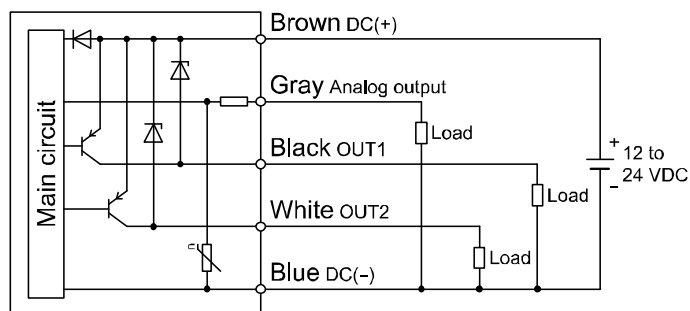 Brown DC(+)
Gray Analog output
Load
Black OUT1
Load
White OUT2
Load
Blue DC(−)
Main circuit
+
12 to
24 VDC
-
u